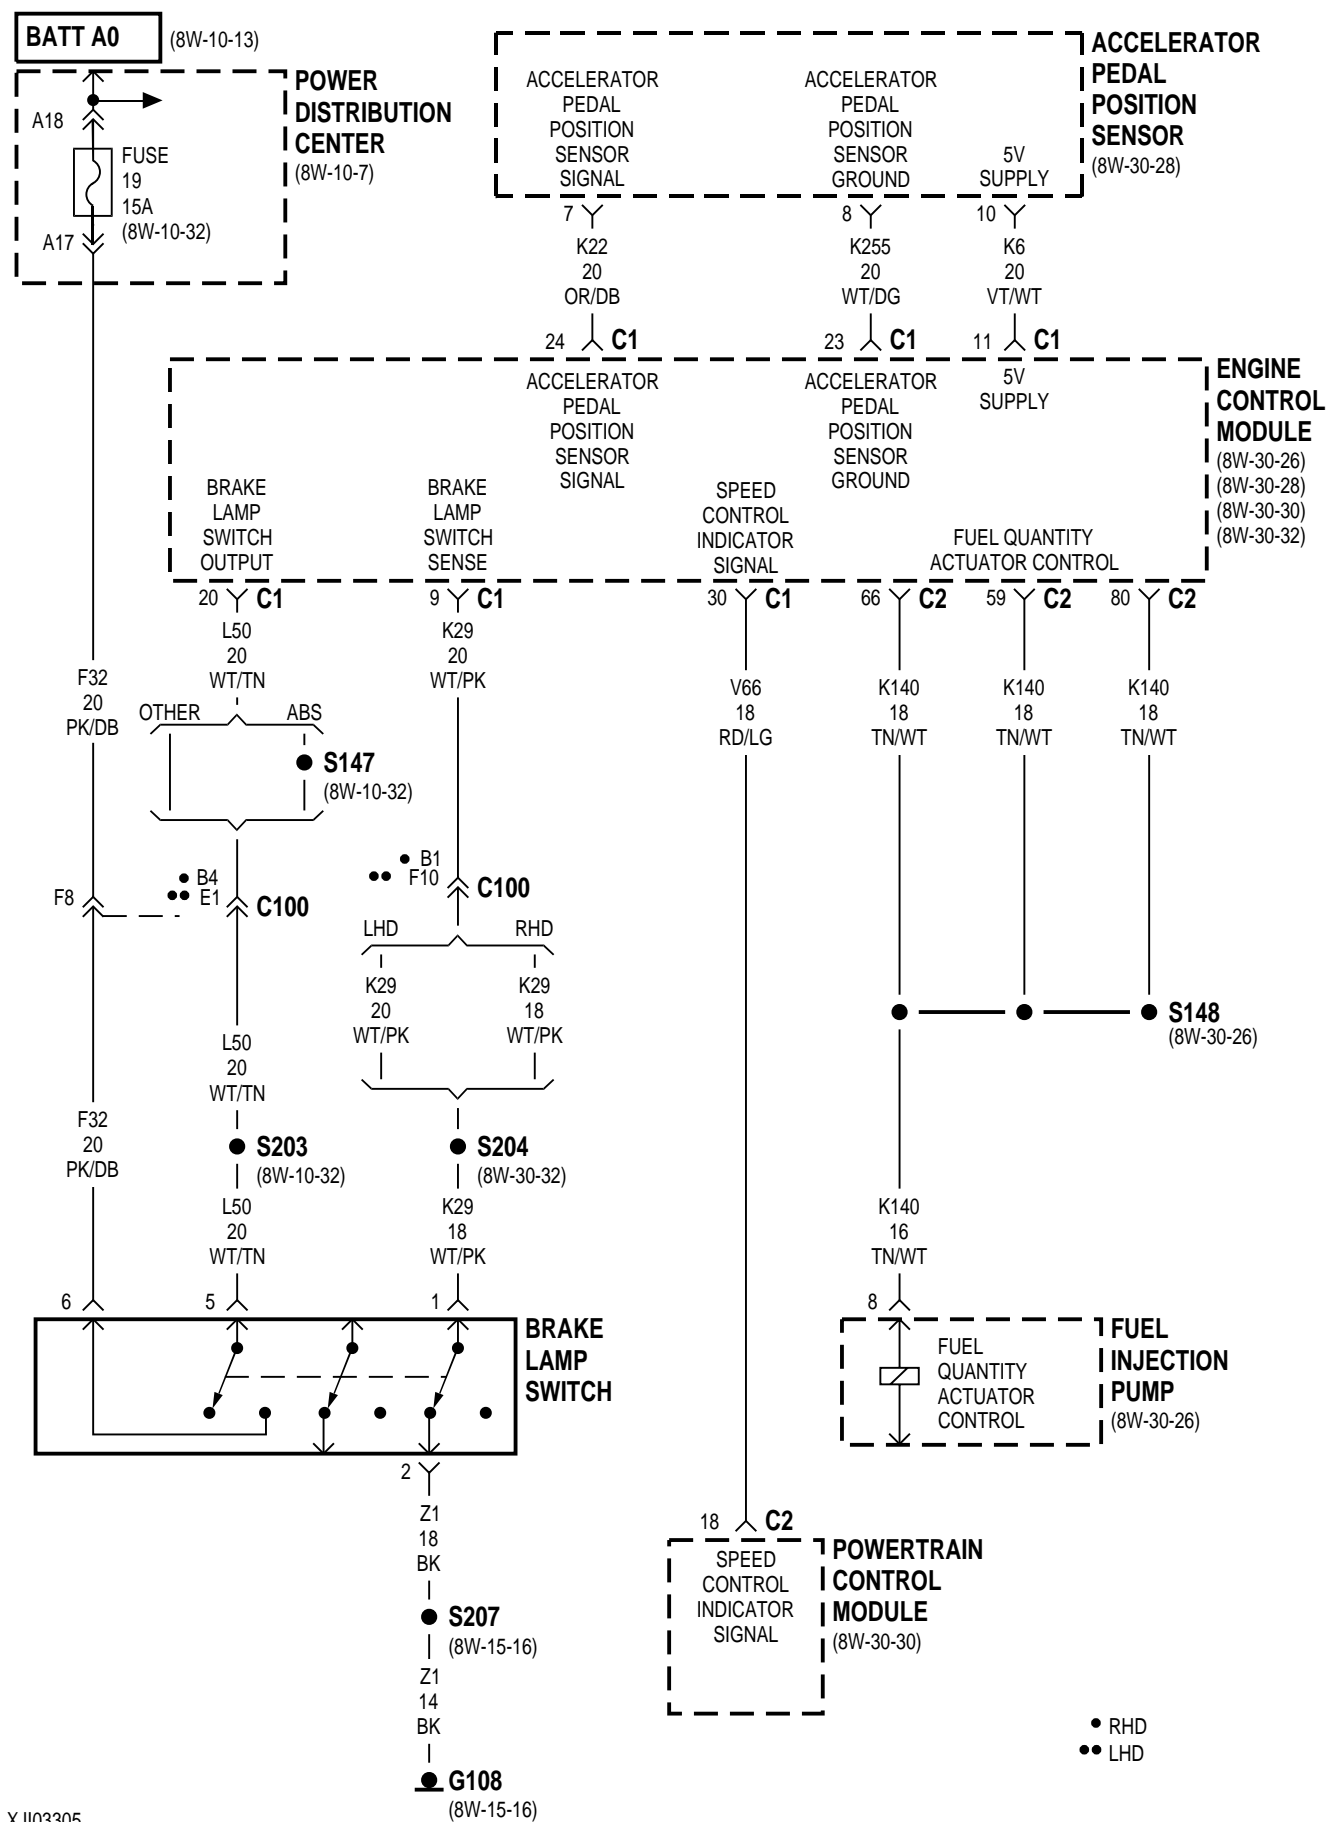 BATT A0
(8W-10-13)
POWER
DISTRIBUTION
CENTER
(8W-10-7)
A18
FUSE
19
15A
(8W-10-32)
A17
ACCELERATOR
PEDAL
POSITION
SENSOR
SIGNAL
ACCELERATOR
PEDAL
POSITION
SENSOR
GROUND
5V
SUPPLY
ACCELERATOR
PEDAL
POSITION
SENSOR
(8W-30-28)
7
K22
20
OR/DB
24 C1
8
K255
20
WT/DG
23 C1
10
K6
20
VT/WT
11 C1
ACCELERATOR
PEDAL
POSITION
SENSOR
SIGNAL
ACCELERATOR
PEDAL
POSITION
SENSOR
GROUND
5V
SUPPLY
ENGINE
CONTROL
MODULE
(8W-30-26)
(8W-30-28)
(8W-30-30)
(8W-30-32)
BRAKE
LAMP
SWITCH
OUTPUT
BRAKE
LAMP
SWITCH
SENSE
SPEED
CONTROL
INDICATOR
SIGNAL
FUEL QUANTITY
ACTUATOR CONTROL
20 C1
9 C1
30 C1
66 C2
59 C2
80 C2
L50
20
WT/TN
K29
20
WT/PK
F32
20
PK/DB
V66
18
RD/LG
K140
18
TN/WT
K140
18
TN/WT
K140
18
TN/WT
OTHER
ABS
S147
(8W-10-32)
F8
B4
E1
C100
B1
F10
C100
LHD
RHD
K29
20
WT/PK
K29
18
WT/PK
S148
(8W-30-26)
L50
20
WT/TN
F32
20
PK/DB
S203
(8W-10-32)
S204
(8W-30-32)
L50
20
WT/TN
K29
18
WT/PK
K140
16
TN/WT
6
5
1
8
BRAKE
LAMP
SWITCH
FUEL
QUANTITY
ACTUATOR
CONTROL
FUEL
INJECTION
PUMP
(8W-30-26)
2
Z1
18
BK
S207
(8W-15-16)
Z1
14
BK
G108
(8W-15-16)
18 C2
SPEED
CONTROL
INDICATOR
SIGNAL
POWERTRAIN
CONTROL
MODULE
(8W-30-30)
RHD
LHD